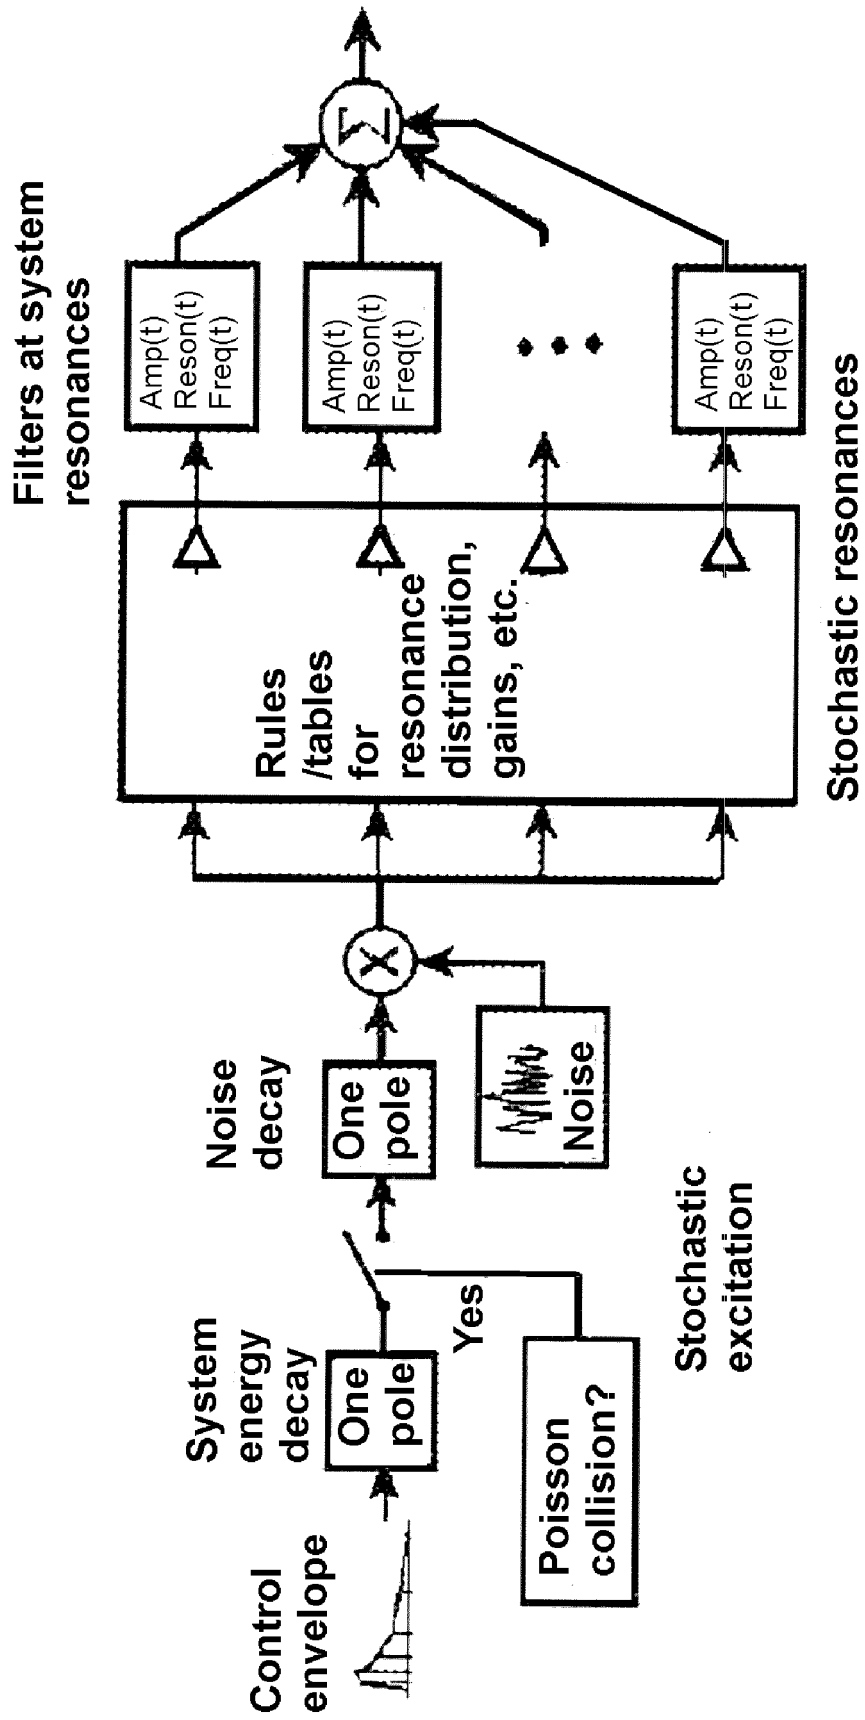 Control
envelope
System
energy
decay
One
pole
Yes
Poisson
collision?
Noise
decay
One
pole
X
Noise
Stochastic
excitation
Rules
/tables
for
resonance
distribution,
gains, etc.
Filters at system
resonances
Amp(t)
Reson(t)
Freq(t)
Amp(t)
Reson(t)
Freq(t)
Amp(t)
Reson(t)
Freq(t)
Σ
Stochastic resonances